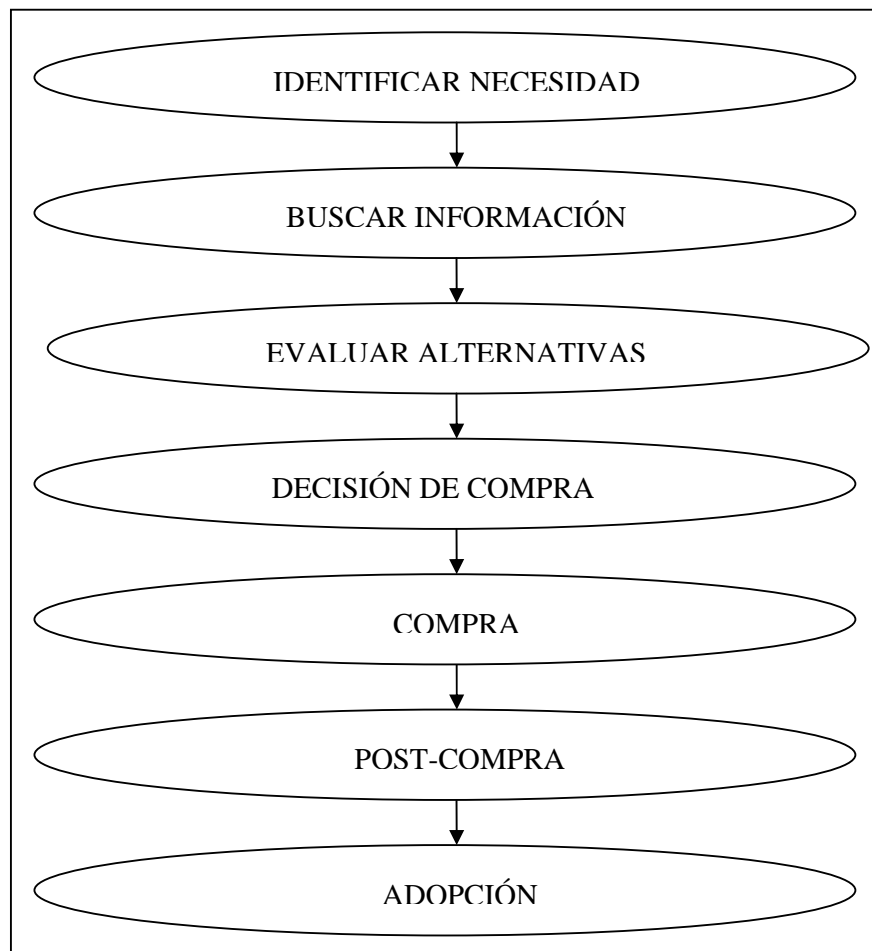 IDENTIFICAR NECESIDAD
BUSCAR INFORMACIÓN
EVALUAR ALTERNATIVAS
DECISIÓN DE COMPRA
COMPRA
POST-COMPRA
ADOPCIÓN